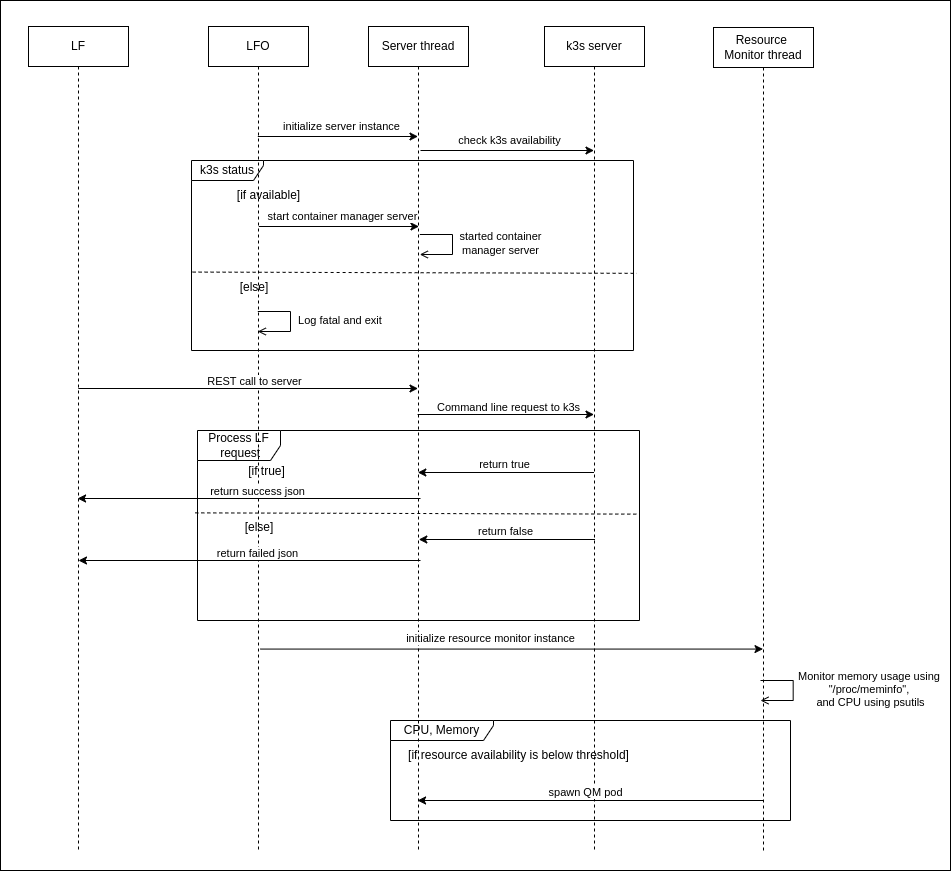 LF
LFO
Server thread
k3s server
Resource
Monitor thread
initialize server instance
check k3s availability
k3s status
[if available]
start container manager server
started container
manager server
[else]
Log fatal and exit
REST call to server
Command line request to k3s
Process LF
request
[if true]
return true
return success json
[else]
return false
return failed json
initialize resource monitor instance
Monitor memory usage using
"/proc/meminfo",
and CPU using psutils
CPU, Memory
[if resource availability is below threshold]
spawn QM pod